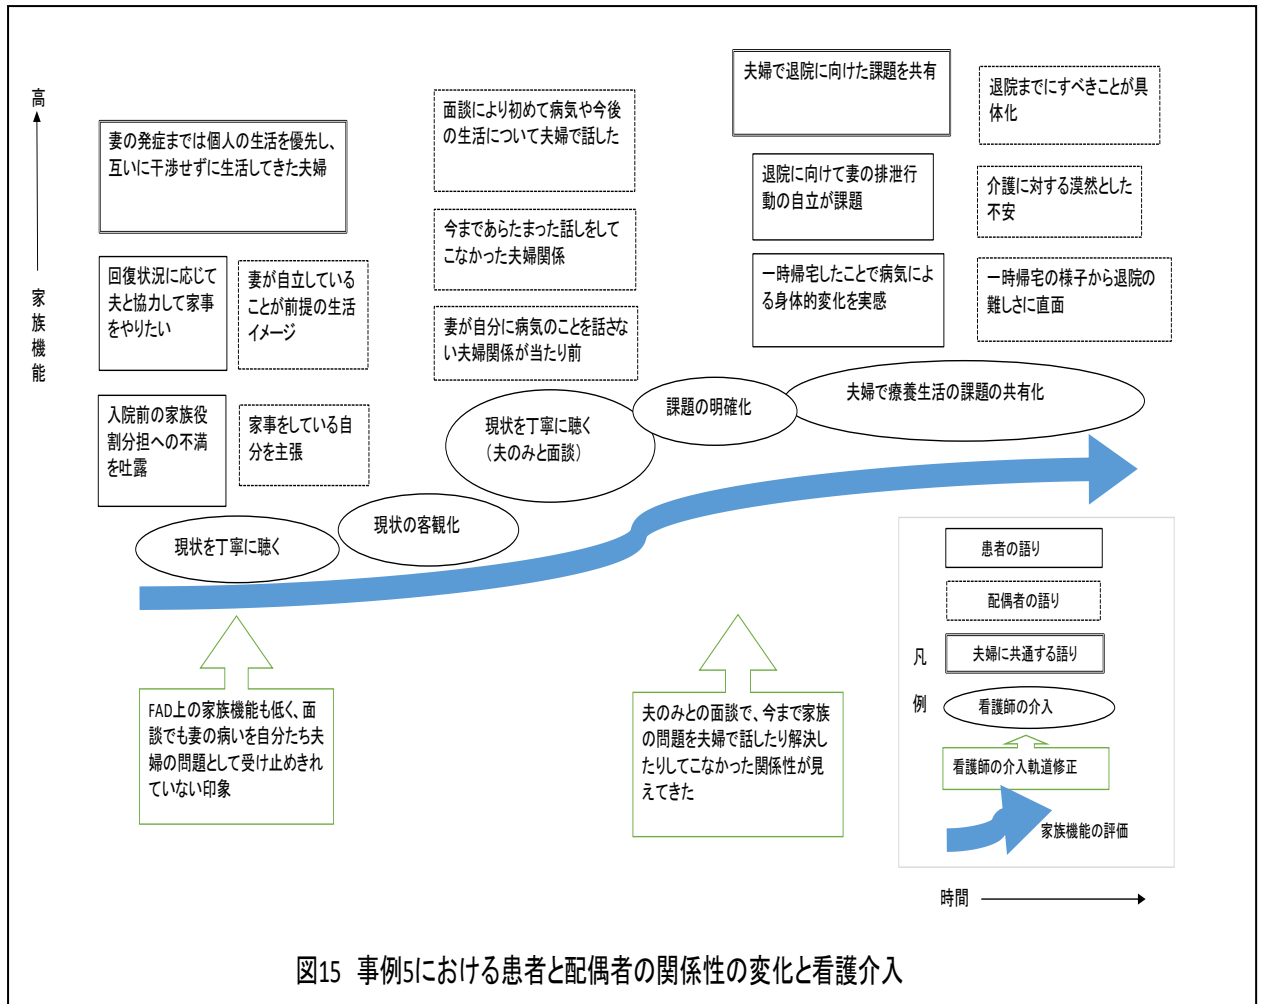 高
家族機能
妻の発症までは個人の生活を優先し、
互いに干渉せずに生活してきた夫婦
回復状況に応じて
夫と協力して家事
をやりたい
妻が自立している
ことが前提の生活
イメージ
入院前の家族役
割分担への不満
を吐露
家事をしている自
分を主張
面談により初めて病気や今後
の生活について夫婦で話した
今まであらたまった話しをして
こなかった夫婦関係
妻が自分に病気のことを話さな
い夫婦関係が当たり前
夫婦で退院に向けた課題を共有
退院までにすべきことが具
体化
退院に向けて妻の排泄行
動の自立が課題
介護に対する漠然とした
不安
一時帰宅したことで病気によ
る身体的変化を実感
一時帰宅の様子から退院の
難しさに直面
現状を丁寧に聴く
現状の客観化
現状を丁寧に聴く
（夫のみと面談）
課題の明確化
夫婦で療養生活の課題の共有化
FAD上の家族機能も低く、面
談でも妻の病いを自分たち夫
婦の問題として受け止めきれ
ていない印象
夫のみとの面談で、今まで家族
の問題を夫婦で話したり解決し
たりしてこなかった関係性が見
えてきた
凡例
患者の語り
配偶者の語り
夫婦に共通する語り
看護師の介入
看護師の介入軌道修正
家族機能の評価
時間
図15 事例5における患者と配偶者の関係性の変化と看護介入